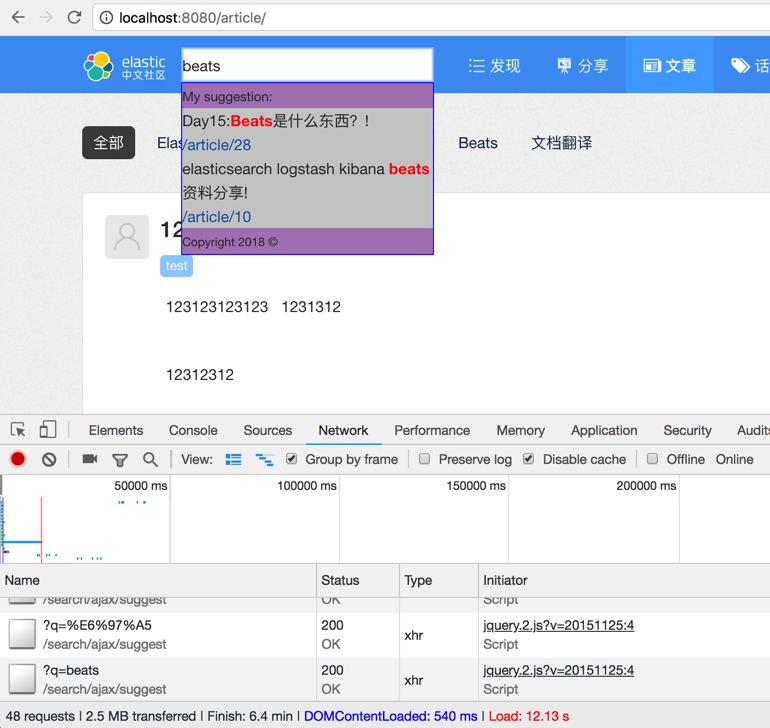 localhost:8080/article/
elastic
中文社区
beats
发现
分享
文章
话
My suggestion:
Day15:Beats是什么东西？！
/article/28
elasticsearch logstash kibana beats
资料分享!
/article/10
Copyright 2018 ©
全部
Elas
Beats
文档翻译
12
test
123123123123 1231312
12312312
Elements Console Sources Network Performance Memory Application Security Audits
View: Group by frame Preserve log Disable cache Offline Online
50000 ms 100000 ms 150000 ms 200000 ms
Name Status Type Initiator
/search/ajax/suggest OK Script
?q=%E6%97%A5 200 xhr jquery.2.js?v=20151125:4
/search/ajax/suggest OK Script
?q=beats 200 xhr jquery.2.js?v=20151125:4
/search/ajax/suggest OK Script
48 requests | 2.5 MB transferred | Finish: 6.4 min | DOMContentLoaded: 540 ms | Load: 12.13 s